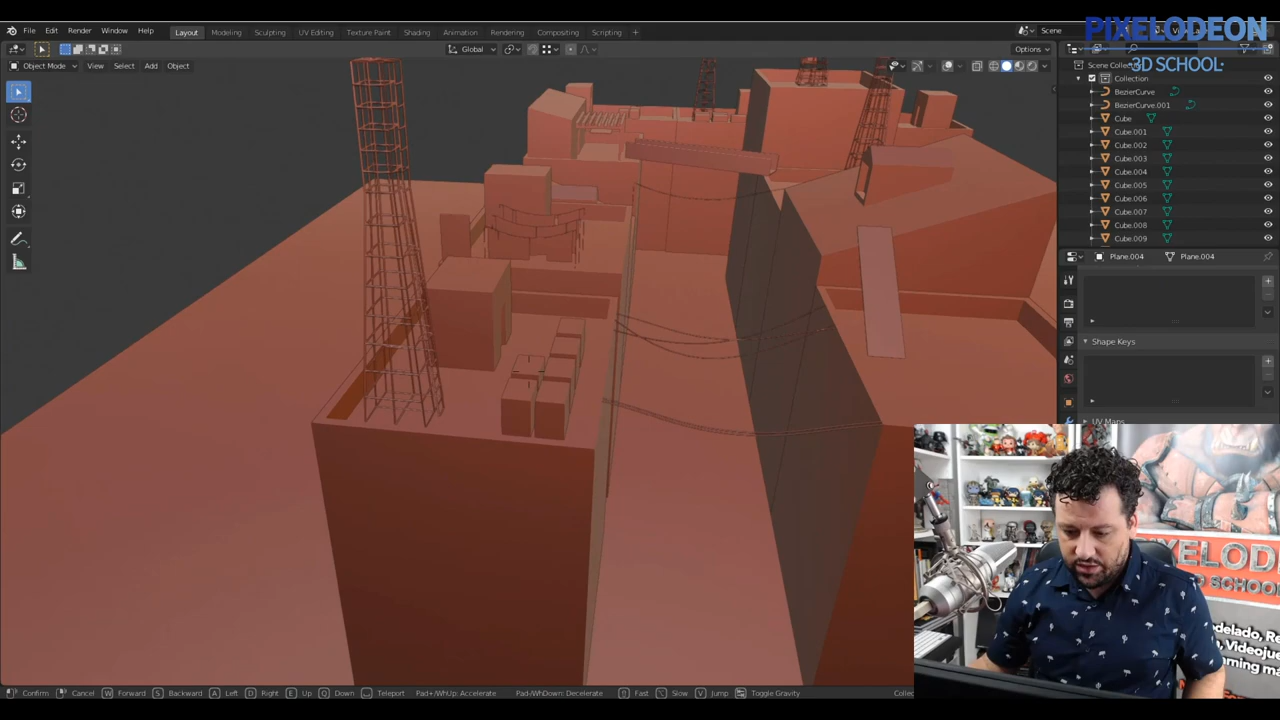 File Edit Render Window Help Layout Modeling Sculpting UV Editing Texture Paint Shading Animation Rendering Compositing Scripting +
Scene
PIXELODEON
·3D SCHOOL·
Global
Options
Object Mode View Select Add Object
Collection
BezierCurve
BezierCurve.001
Cube
Cube.001
Cube.002
Cube.003
Cube.004
Cube.005
Cube.006
Cube.007
Cube.008
Cube.009
Plane.004 Plane.004
Shape Keys
UV Maps
PIXELODE
SCHOOL
Confirm Cancel W Forward S Backward A Left D Right E Up Q Down Teleport Pad+/WhUp: Accelerate Pad-/WhDown: Decelerate Fast Slow V Jump Toggle Gravity